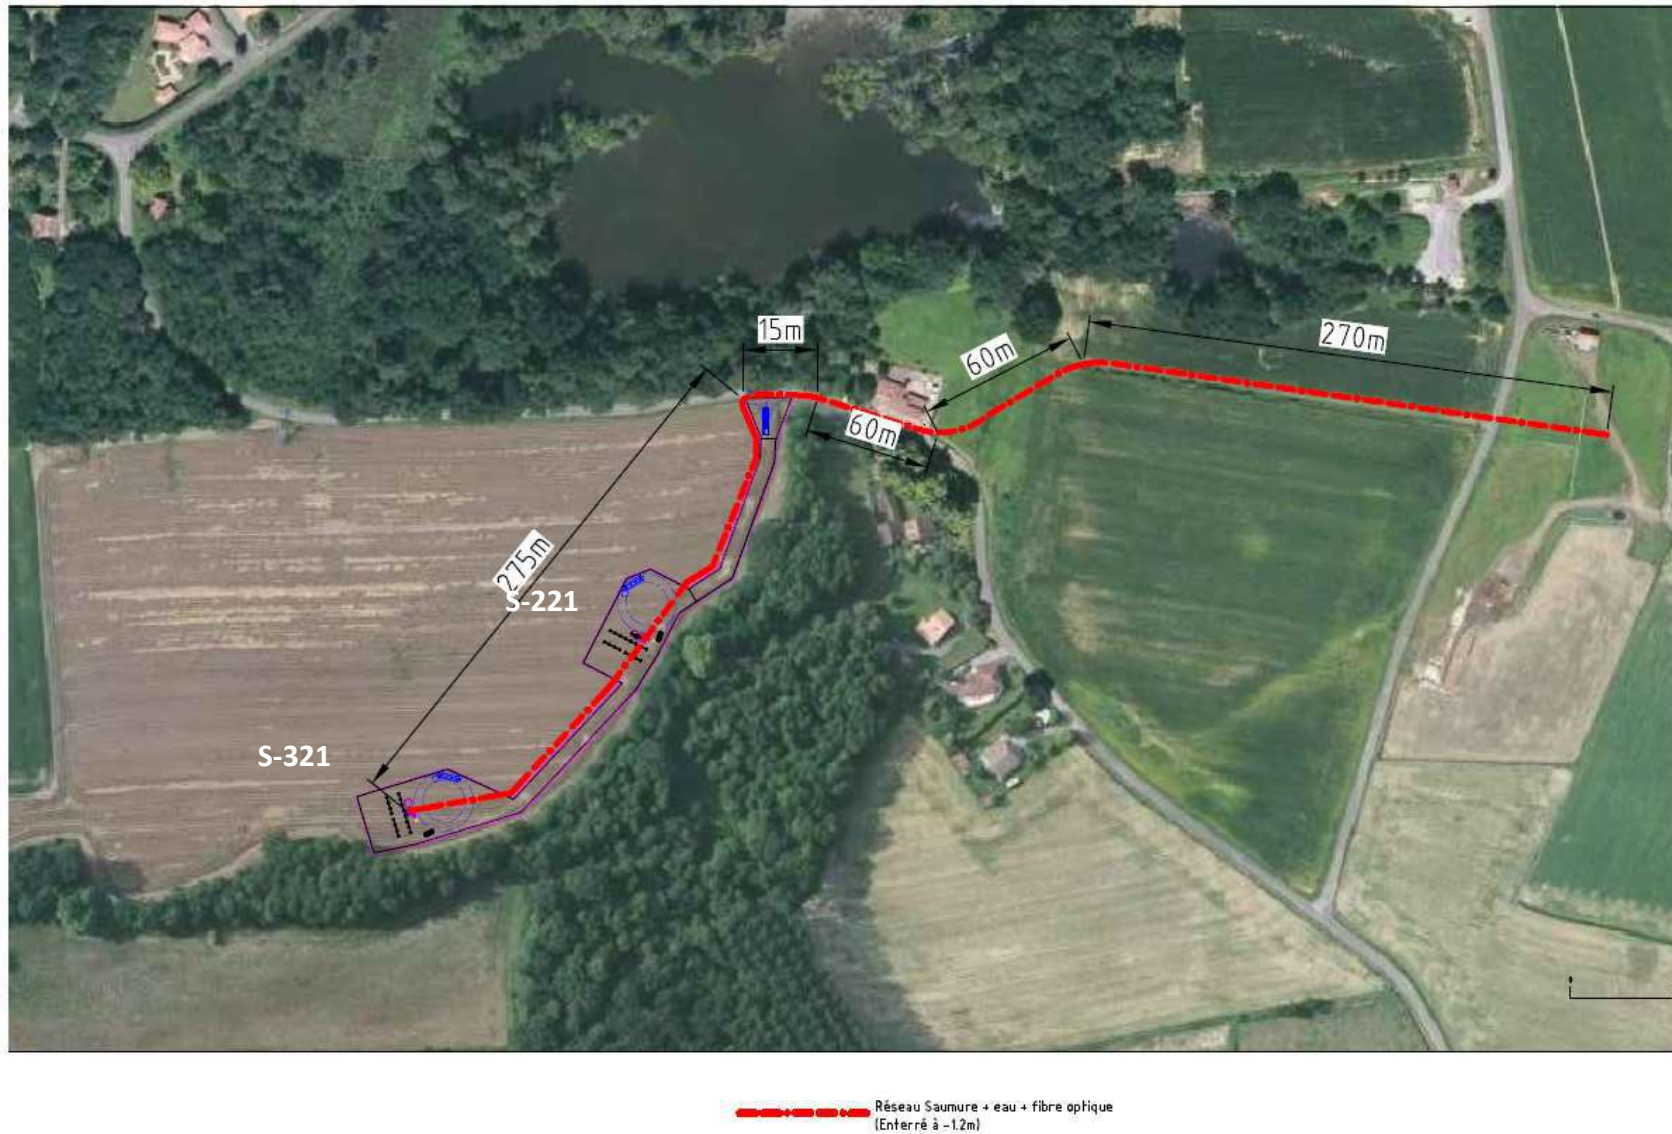 15m
270m
60m
60m
275m
S-221
S-321
Réseau Saumure + eau + fibre optique
(Enterré à -1.2m)